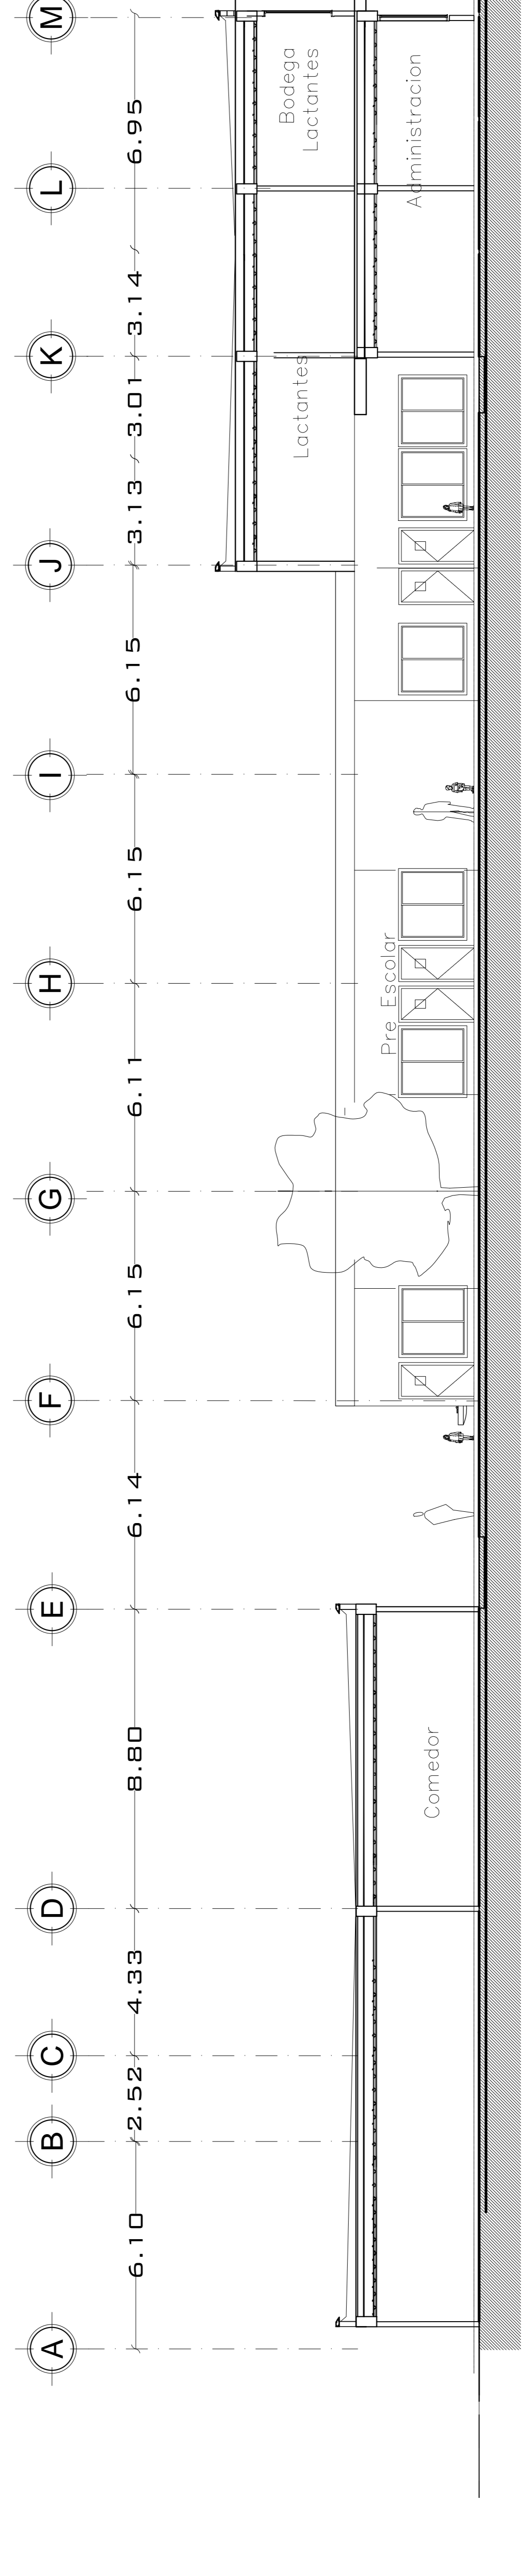 A
B
C
D
E
F
G
H
I
J
K
L
M
6.10
2.52
4.33
8.80
6.14
6.15
6.11
6.15
6.15
3.13
3.01
3.14
6.95
Comedor
Pre Escolar
Lactantes
Bodega
Lactantes
Administracion